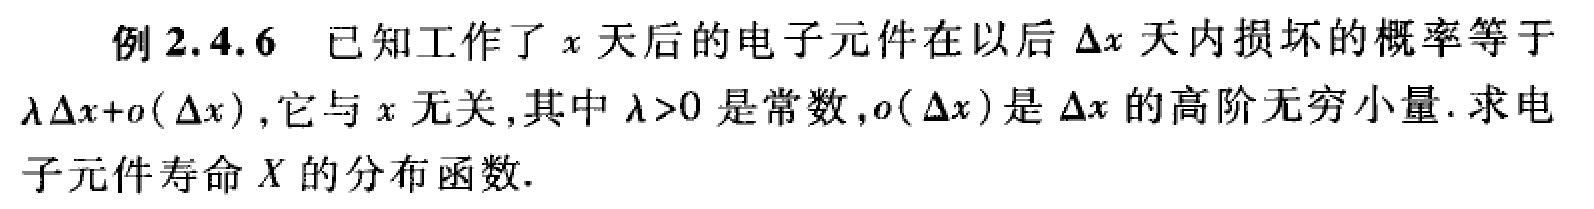 例 2.4.6 已知工作了 x 天后的电子元件在以后 Δx 天内损坏的概率等于
λΔx+o(Δx),它与 x 无关,其中 λ>0 是常数,o(Δx)是 Δx 的高阶无穷小量.求电
子元件寿命 X 的分布函数.